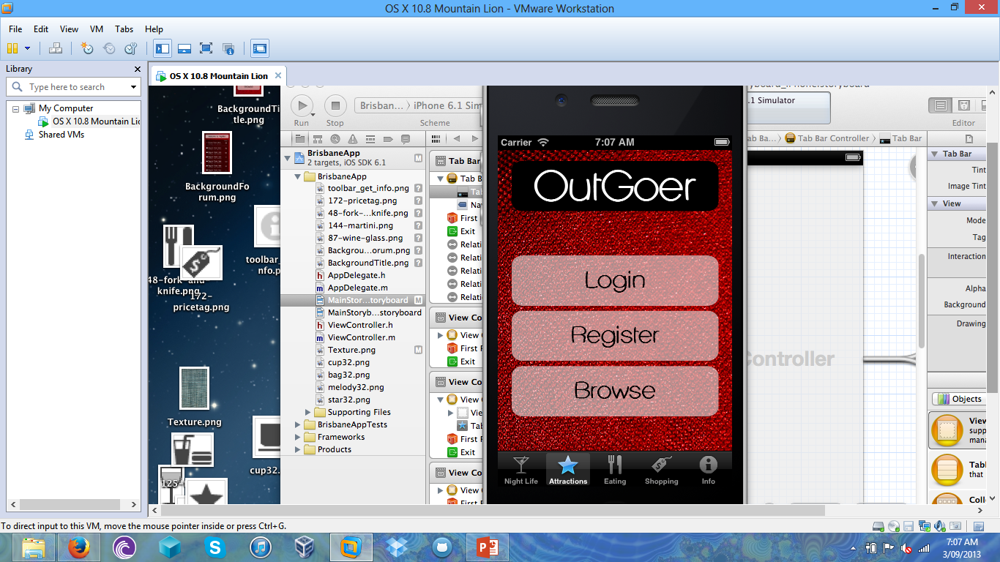 OS X 10.8 Mountain Lion - VMware Workstation
File Edit View VM Tabs Help
Library
Type here to search
My Computer
OS X 10.8 Mountain Lic
Shared VMs
OS X 10.8 Mountain Lion
BackgroundTi
tle.png
BackgroundFo
rum.png
toolbar_
nfo.p
48-fork-and-
knife.png
172-
pricetag.png
Texture.png
cup32.
125-
Run
Stop
Brisban... iPhone 6.1 Sim
Scheme
BrisbaneApp
2 targets, iOS SDK 6.1
M
BrisbaneApp
toolbar_get_info.png ?
172-pricetag.png ?
48-fork-...knife.png ?
144-martini.png ?
87-wine-glass.png ?
Backgrou...orum.png ?
BackgroundTitle.png ?
AppDelegate.h
AppDelegate.m
MainStor...toryboard M
MainStoryb...storyboard
ViewController.h
ViewController.m
Texture.png M
cup32.png
bag32.png
melody32.png
star32.png
Supporting Files
BrisbaneAppTests
Frameworks
Products
Tab Bar
Tab B
Ta
Na
First
Exit
Relati
Relati
Relati
Relati
Relati
View Co
View C
First F
Exit
View Co
View C
Vie
Tab
First F
Exit
View Co
View C
First F
Carrier 7:07 AM
OutGoer
Login
Register
Browse
Night Life Attractions Eating Shopping Info
.1 Simulator
Editor
ab Ba... Tab Bar Controller Tab Bar
Controller
Tab Bar
Tint
Image Tint
View
Mode
Tag
Interaction
Alpha
Background
Drawing
Objects
View
supp
mana
Tabl
that
Colle
To direct input to this VM, move the mouse pointer inside or press Ctrl+G.
7:07 AM
3/09/2013